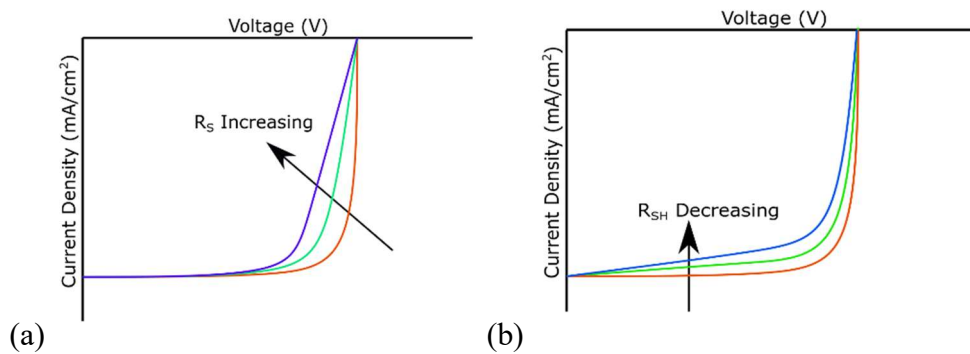 Voltage (V)
Current Density (mA/cm²)
R_S Increasing
(a)
Voltage (V)
Current Density (mA/cm²)
R_SH Decreasing
(b)